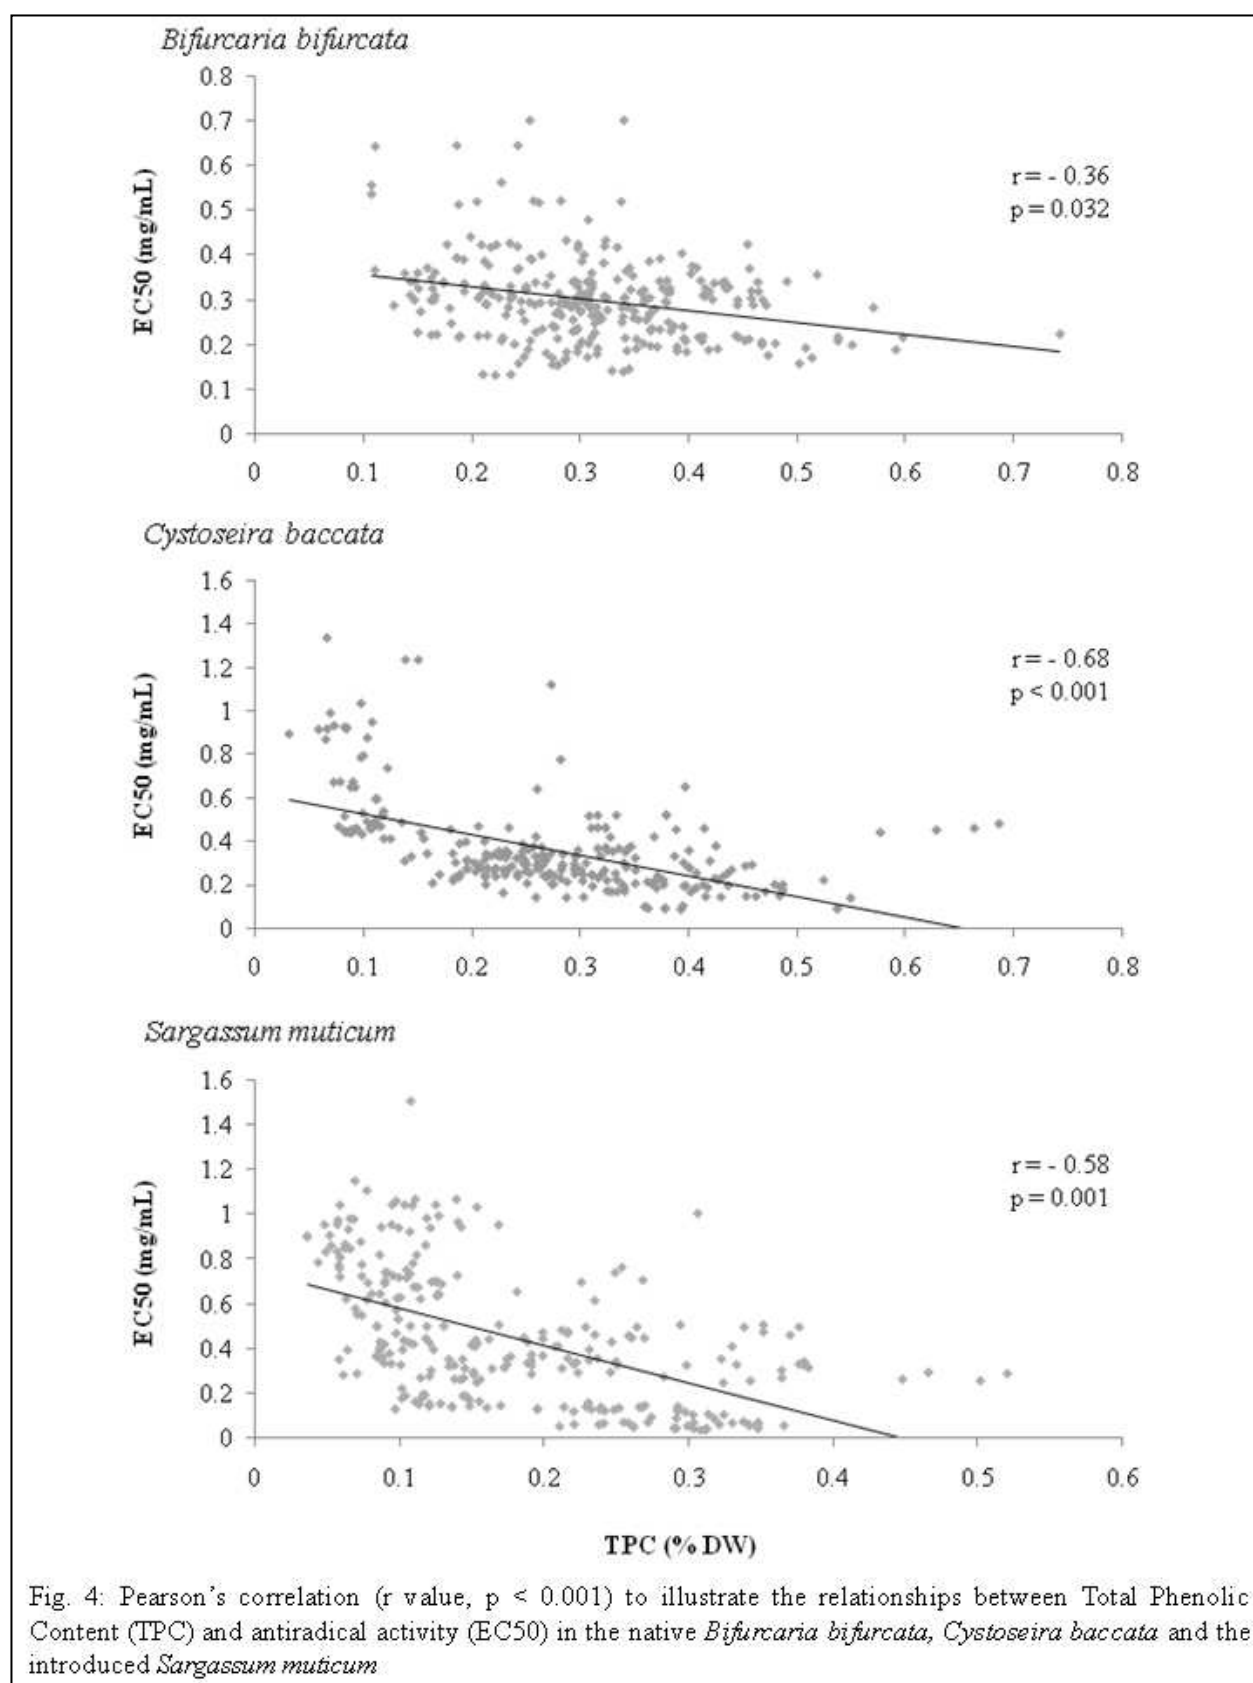 Bifurcaria bifurcata
0.8
0.7
0.6
0.5
0.4
0.3
0.2
0.1
0
EC50 (mg/mL)
r = - 0.36
p = 0.032
0 0.1 0.2 0.3 0.4 0.5 0.6 0.7 0.8
Cystoseira baccata
1.6
1.4
1.2
1
0.8
0.6
0.4
0.2
0
EC50 (mg/mL)
r = - 0.68
p < 0.001
0 0.1 0.2 0.3 0.4 0.5 0.6 0.7 0.8
Sargassum muticum
1.6
1.4
1.2
1
0.8
0.6
0.4
0.2
0
EC50 (mg/mL)
r = - 0.58
p = 0.001
0 0.1 0.2 0.3 0.4 0.5 0.6
TPC (% DW)
Fig. 4: Pearson's correlation (r value, p < 0.001) to illustrate the relationships between Total Phenolic
Content (TPC) and antiradical activity (EC50) in the native Bifurcaria bifurcata, Cystoseira baccata and the
introduced Sargassum muticum